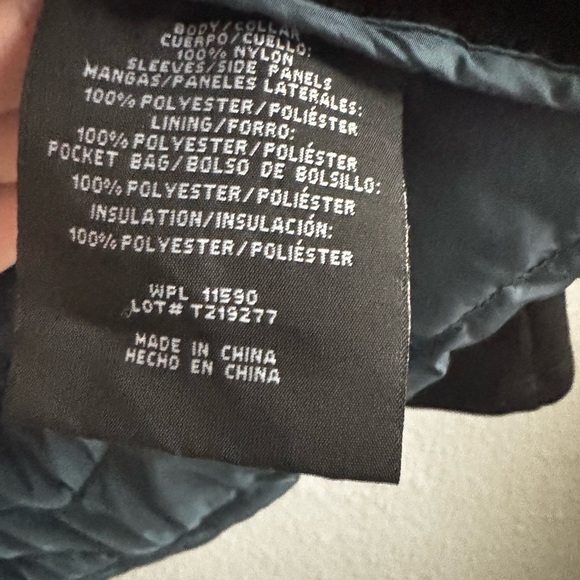 BODY/COLLAR
CUERPO/CUELLO:
100% NYLON
SLEEVES/SIDE PANELS
MANGAS/PANELES LATERALES:
100% POLYESTER/POLIÉSTER
LINING/FORRO:
100% POLYESTER/POLIÉSTER
POCKET BAG/BOLSO DE BOLSILLO:
100% POLYESTER/POLIÉSTER
INSULATION/INSULACIÓN:
100% POLYESTER/POLIÉSTER
WPL 11590
LOT# T219277
MADE IN CHINA
HECHO EN CHINA